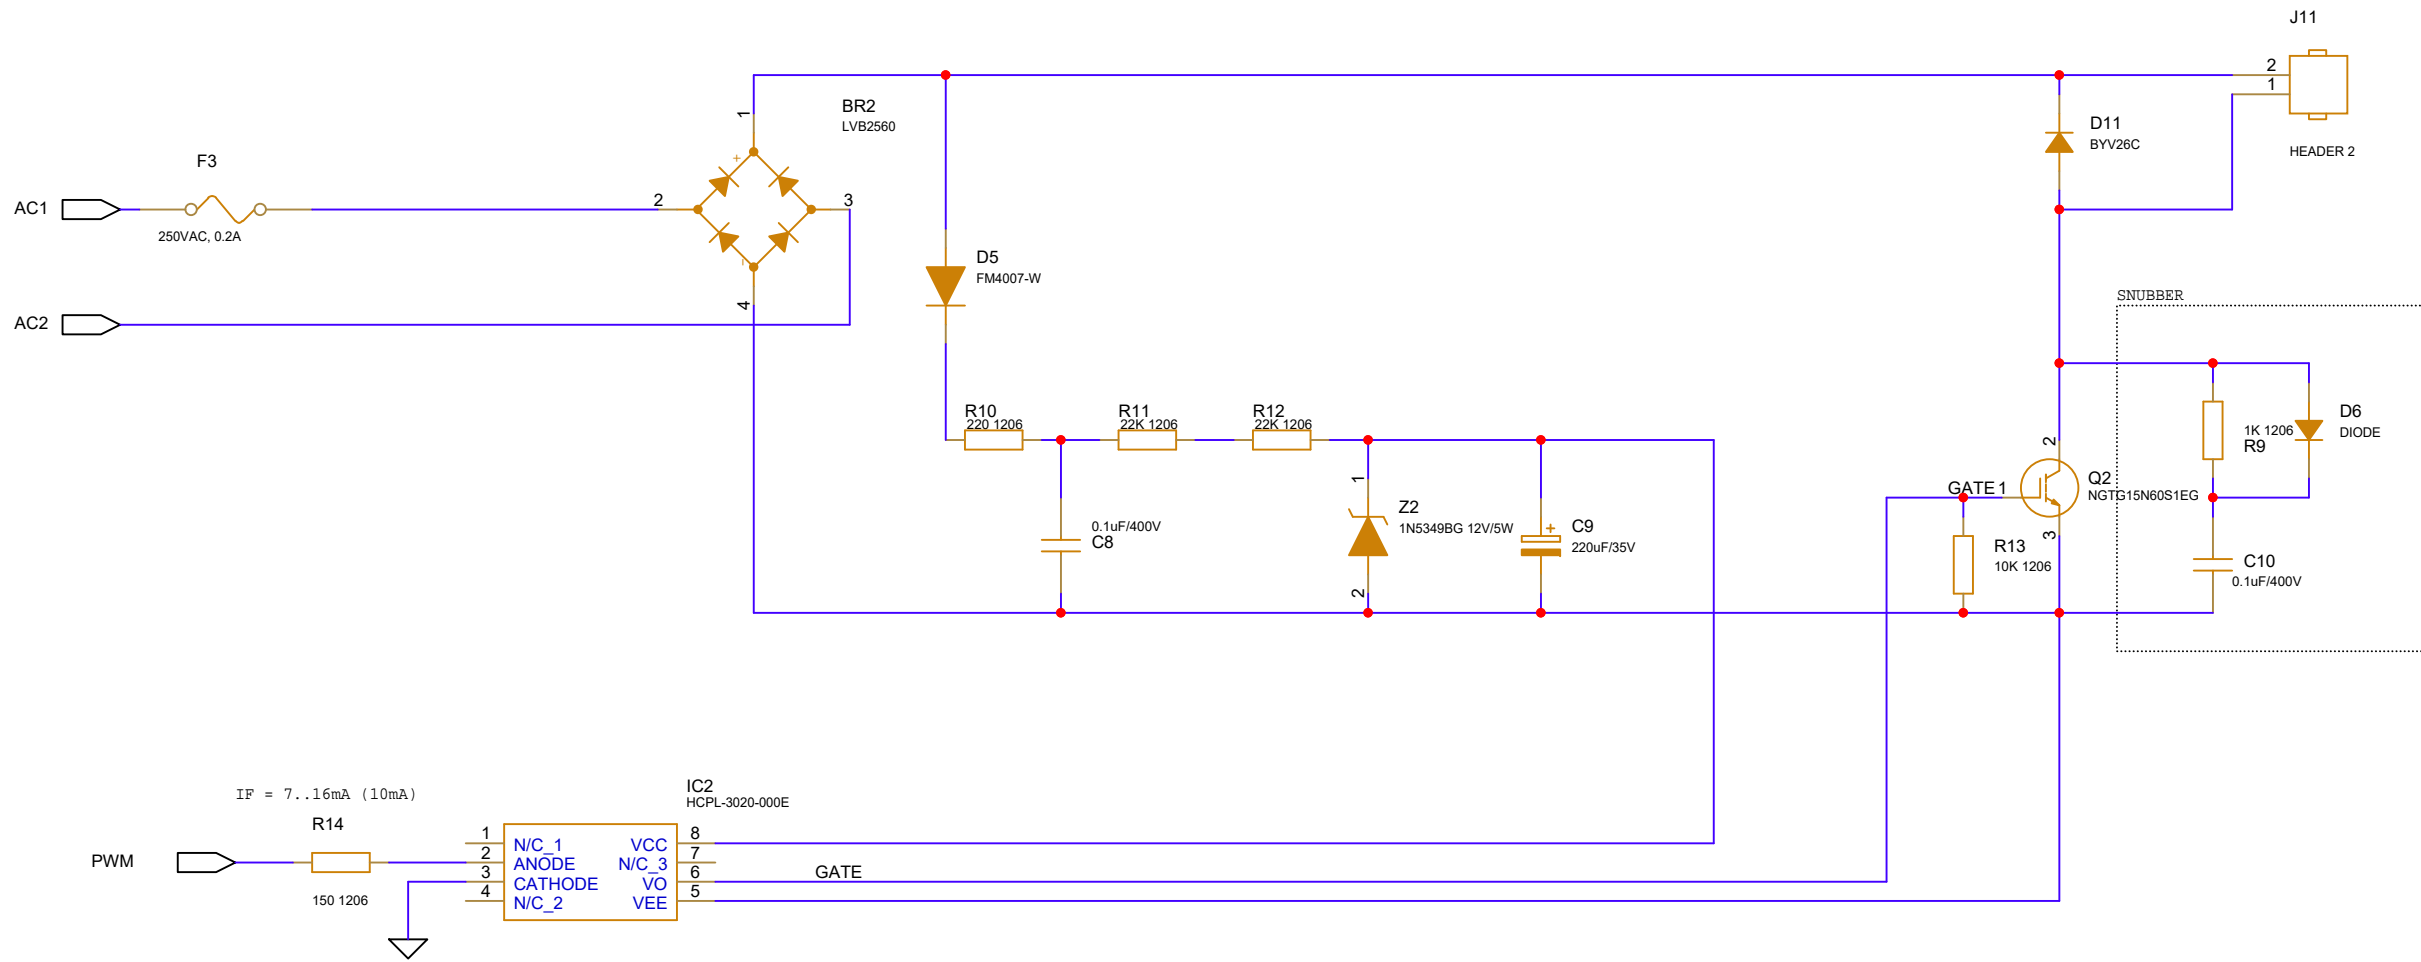 J11
2
1
HEADER 2
BR2
LVB2560
1
+
2
3
-
4
D11
BYV26C
F3
AC1
250VAC, 0.2A
AC2
D5
FM4007-W
SNUBBER
R10
220 1206
R11
22K 1206
R12
22K 1206
1K 1206
R9
D6
DIODE
2
GATE 1
Q2
NGTG15N60S1EG
3
1
Z2
1N5349BG 12V/5W
2
0.1uF/400V
C8
+
C9
220uF/35V
R13
10K 1206
C10
0.1uF/400V
IF = 7..16mA (10mA)
R14
PWM
150 1206
IC2
HCPL-3020-000E
1 N/C_1 VCC 8
2 ANODE N/C_3 7
3 CATHODE VO 6 GATE
4 N/C_2 VEE 5